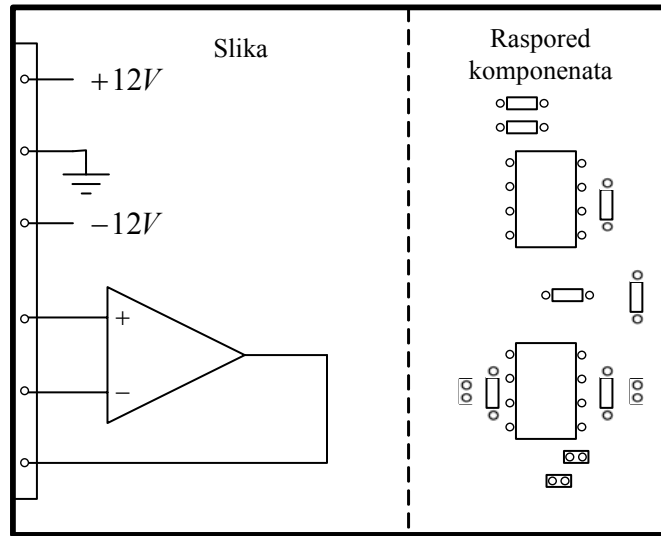 Slika
+12V
−12V
+
−
Raspored
komponenata